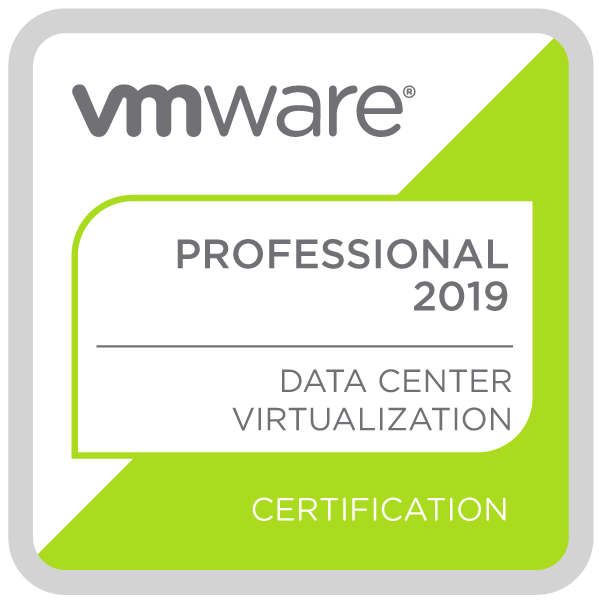 vmware®
PROFESSIONAL
2019
DATA CENTER
VIRTUALIZATION
CERTIFICATION